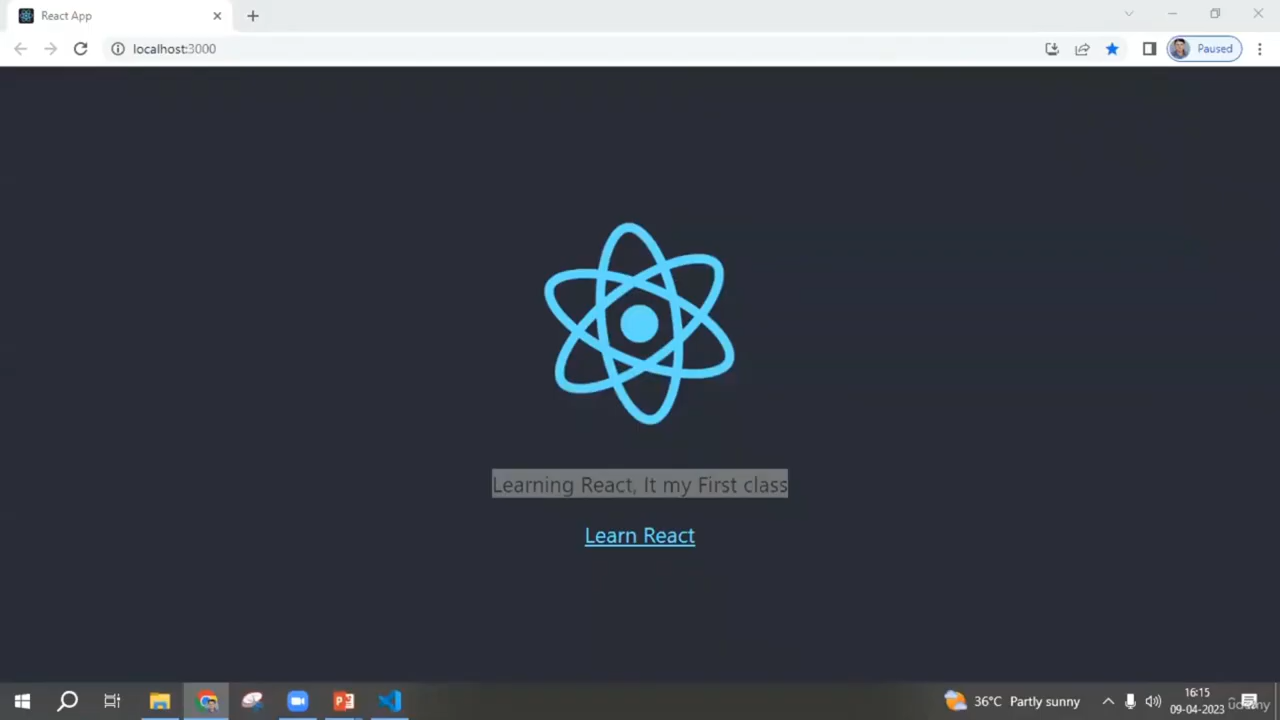 React App
localhost:3000
Paused
Learning React, It my First class
Learn React
36°C Partly sunny
16:15
09-04-2023
udemy